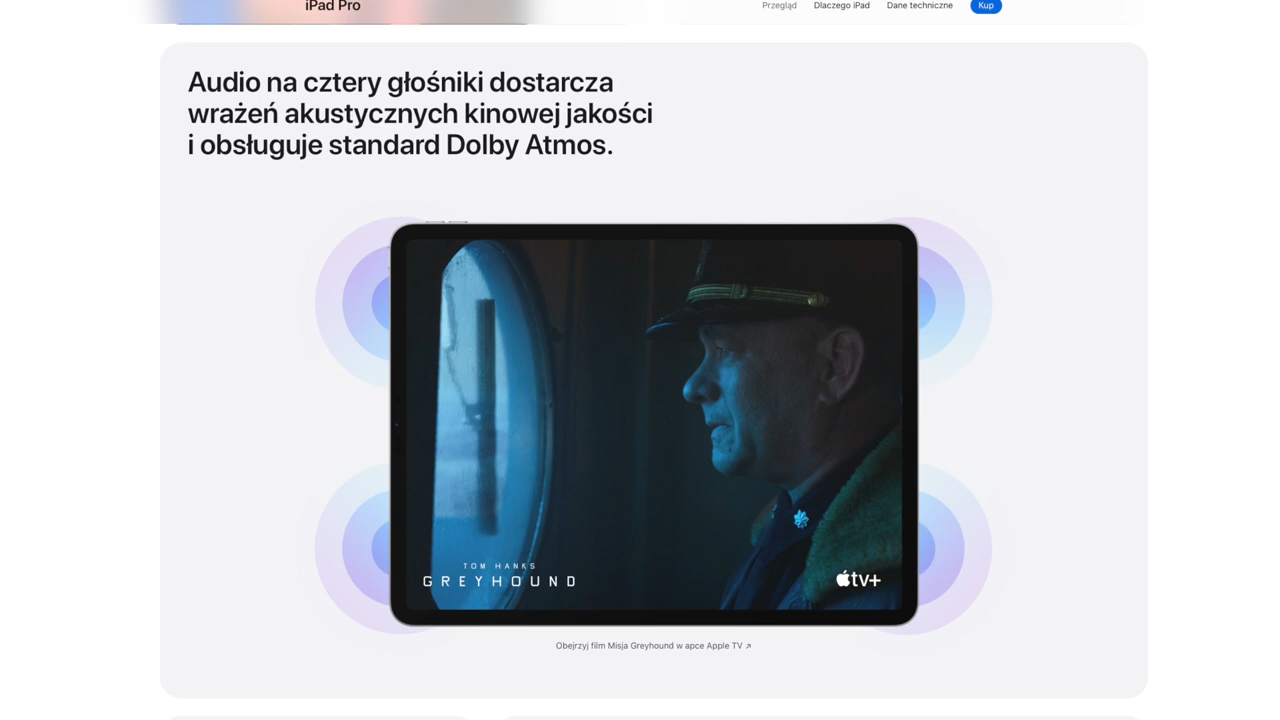 iPad Pro
Przegląd
Dlaczego iPad
Dane techniczne
Kup
Audio na cztery głośniki dostarcza
wrażeń akustycznych kinowej jakości
i obsługuje standard Dolby Atmos.
TOM HANKS
GREYHOUND
tv+
Obejrzyj film Misja Greyhound w apce Apple TV ↗